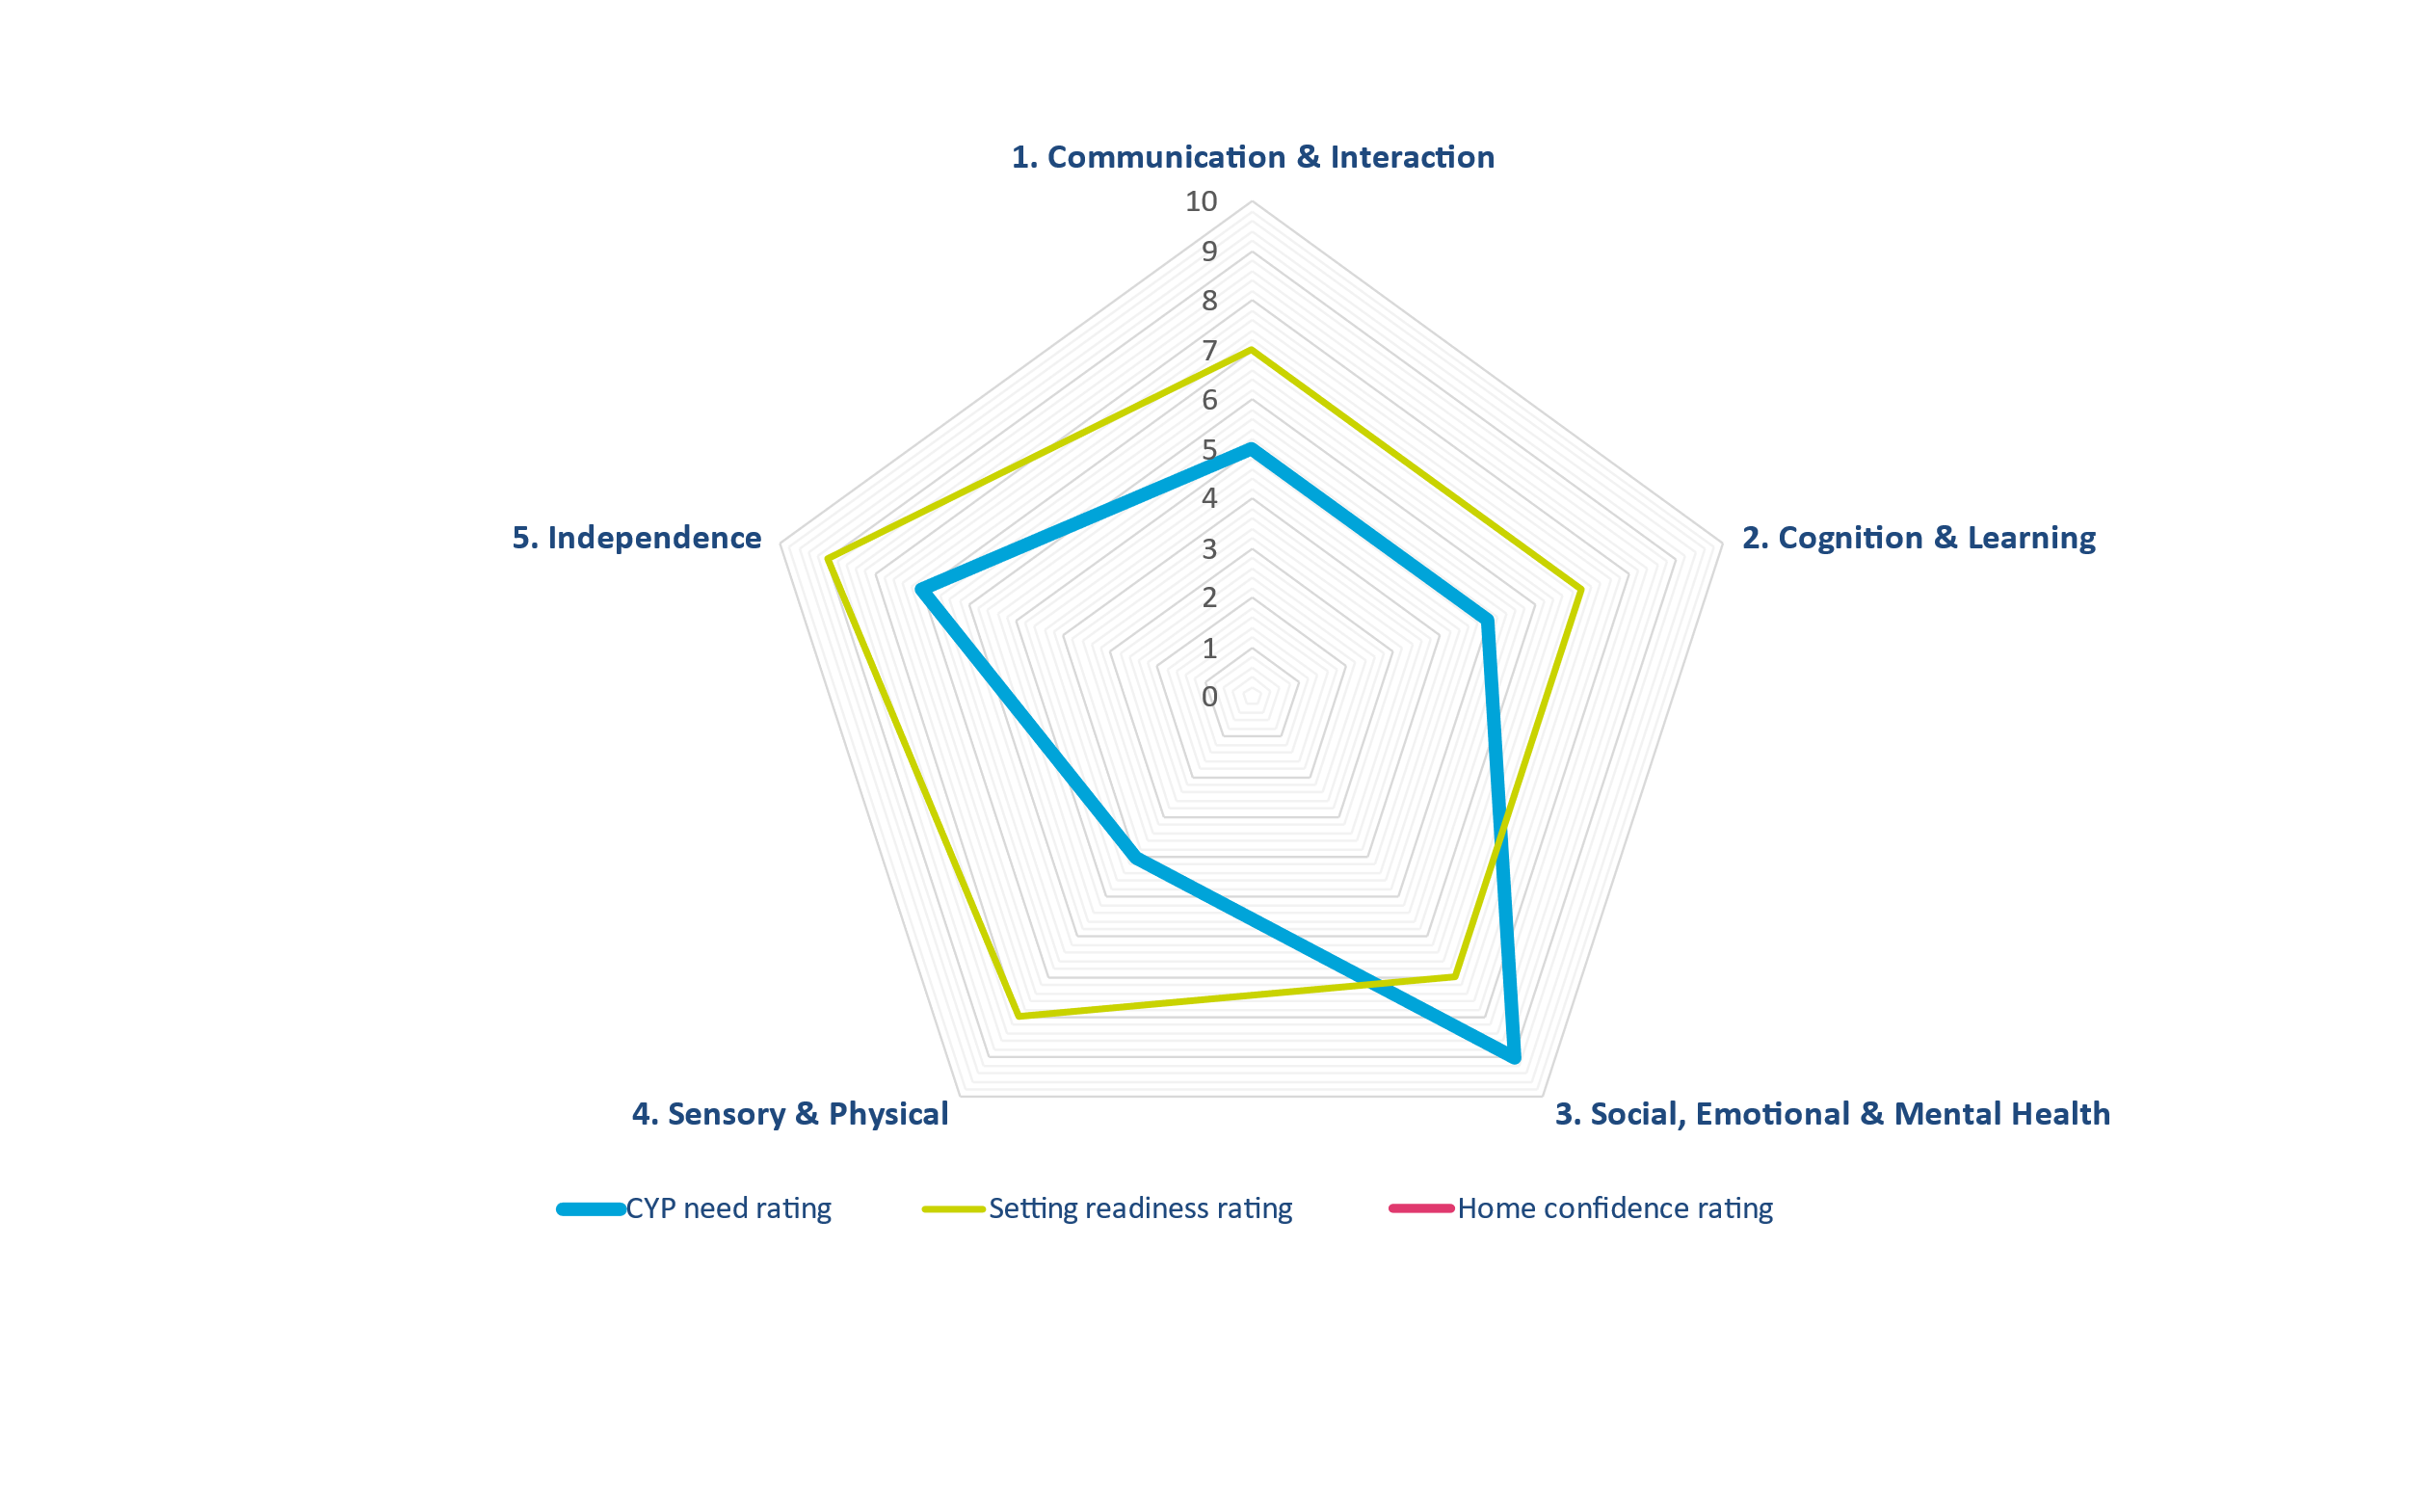 1. Communication & Interaction
10
9
8
7
6
5
4
3
2
1
0
5. Independence
2. Cognition & Learning
4. Sensory & Physical
3. Social, Emotional & Mental Health
CYP need rating
Setting readiness rating
Home confidence rating